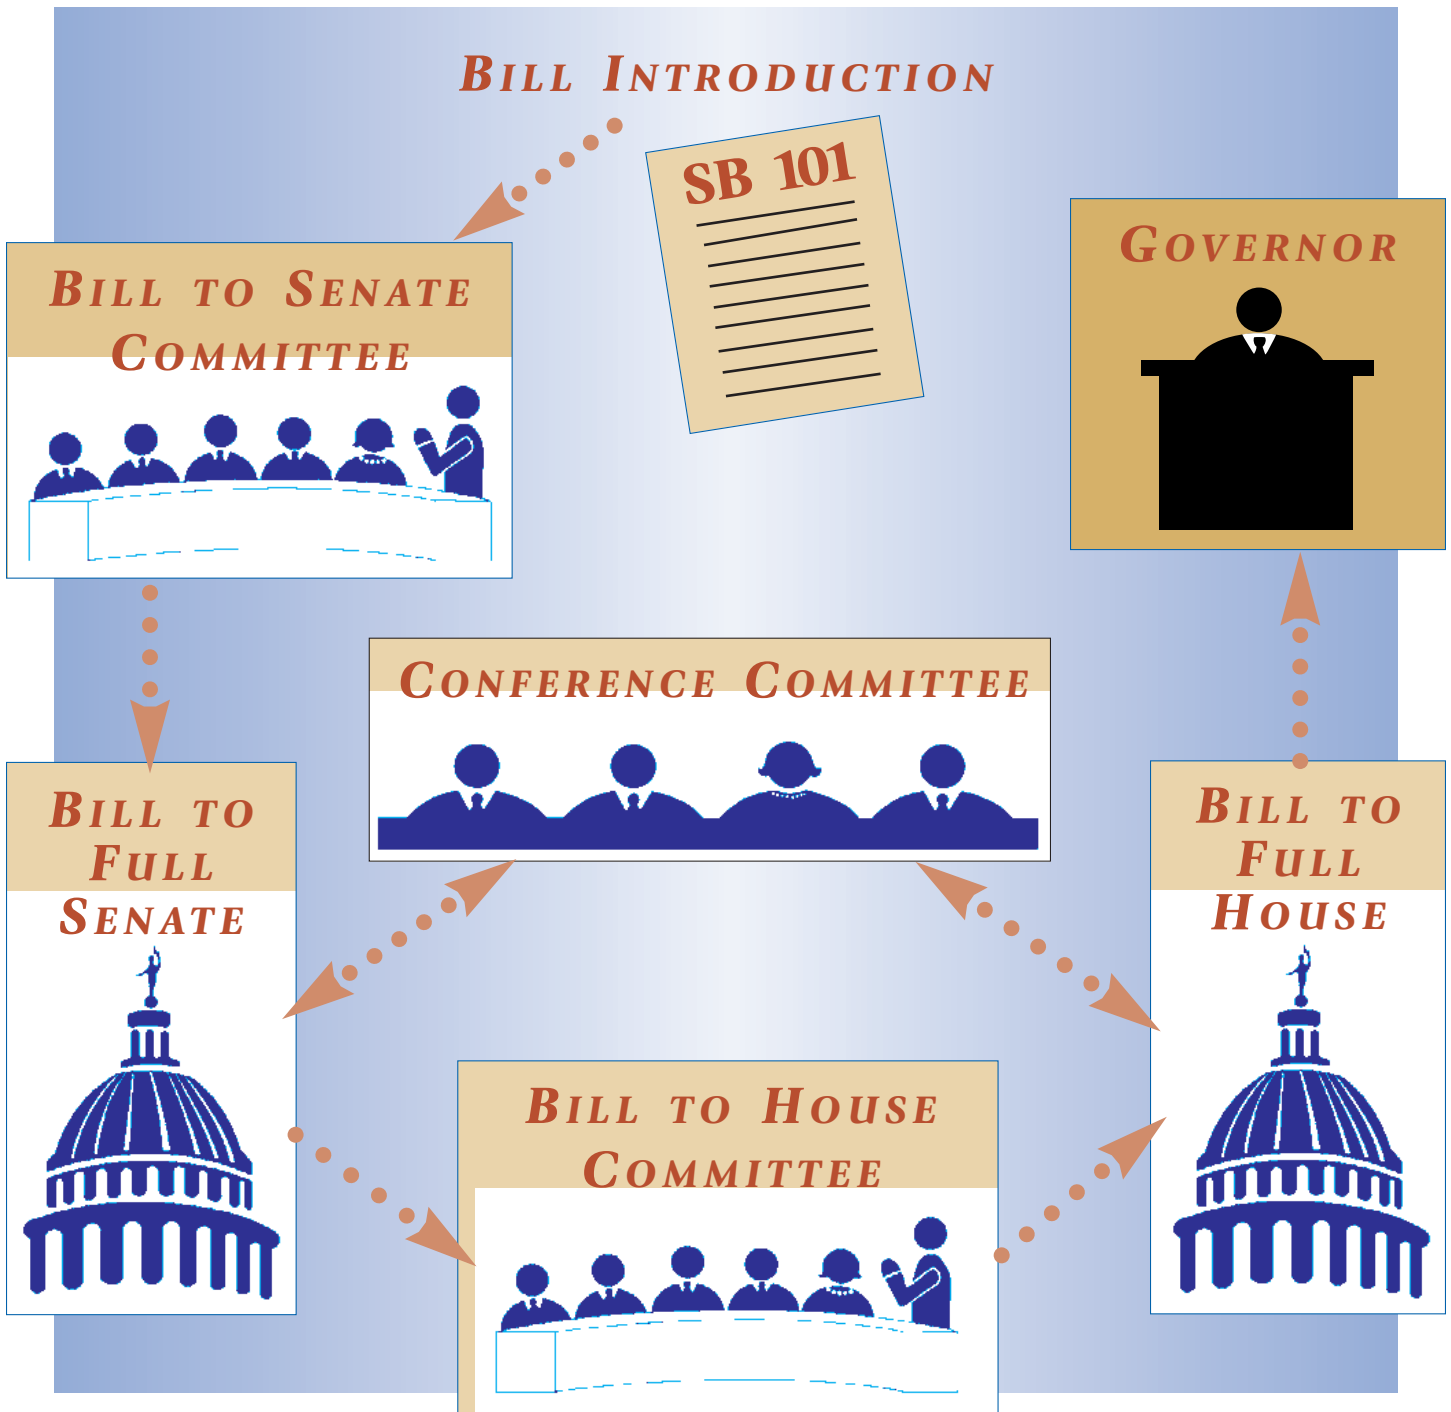 Bill Introduction
SB 101
Bill to Senate
Committee
Governor
Conference Committee
Bill to
Full
Senate
Bill to
Full
House
Bill to House
Committee